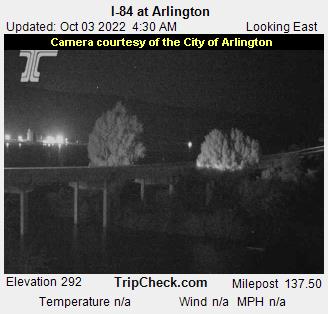 I-84 at Arlington
Updated: Oct 03 2022 4:30 AM Looking East
Camera courtesy of the City of Arlington
Elevation 292 TripCheck.com Milepost 137.50
Temperature n/a Wind n/a MPH n/a